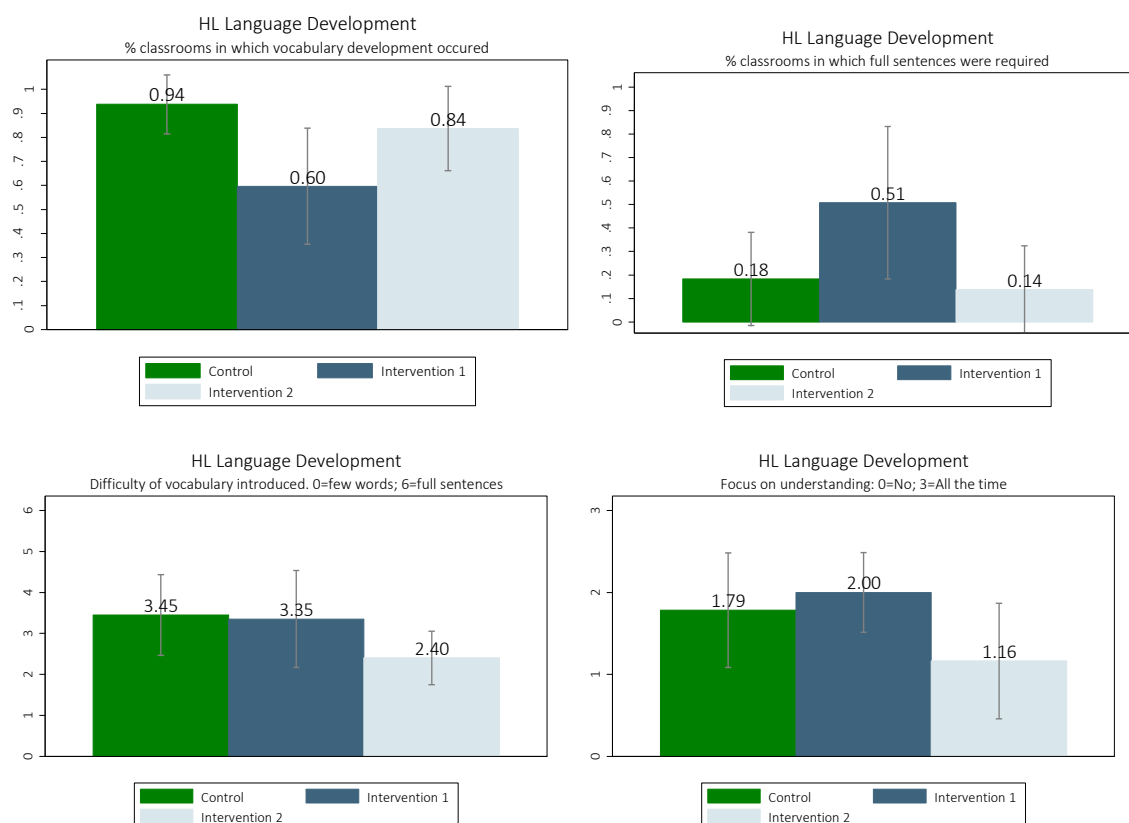 HL Language Development
% classrooms in which vocabulary development occured
0 .1 .2 .3 .4 .5 .6 .7 .8 .9 1
0.94
0.60
0.84
Control
Intervention 1
Intervention 2
HL Language Development
% classrooms in which full sentences were required
0 .1 .2 .3 .4 .5 .6 .7 .8 .9 1
0.18
0.51
0.14
Control
Intervention 1
Intervention 2
HL Language Development
Difficulty of vocabulary introduced. 0=few words; 6=full sentences
0 1 2 3 4 5 6
3.45
3.35
2.40
Control
Intervention 1
Intervention 2
HL Language Development
Focus on understanding: 0=No; 3=All the time
0 1 2 3
1.79
2.00
1.16
Control
Intervention 1
Intervention 2